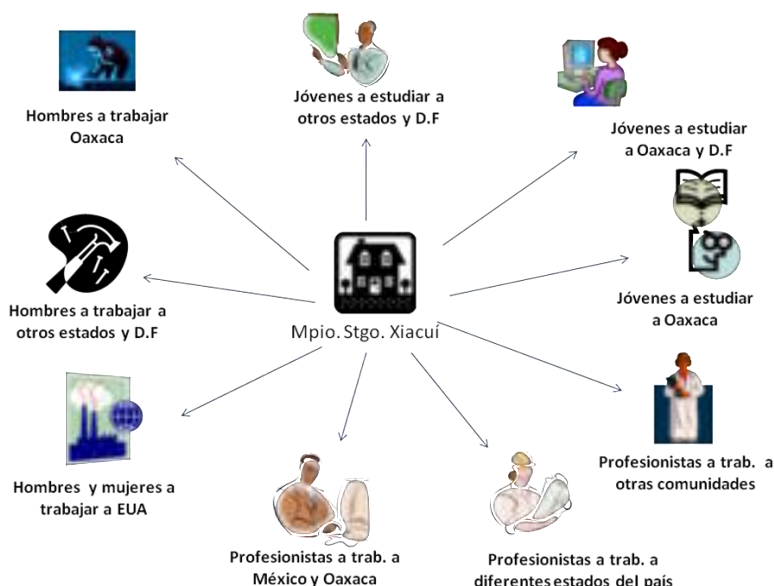 Hombres a trabajar
Oaxaca
Jóvenes a estudiar a
otros estados y D.F
Jóvenes a estudiar
a Oaxaca y D.F
Hombres a trabajar a
otros estados y D.F
Mpio. Stgo. Xiacuí
Jóvenes a estudiar
a Oaxaca
Hombres y mujeres a
trabajar a EUA
Profesionistas a trab. a
México y Oaxaca
Profesionistas a trab. a
diferentes estados del país
Profesionistas a trab. a
otras comunidades